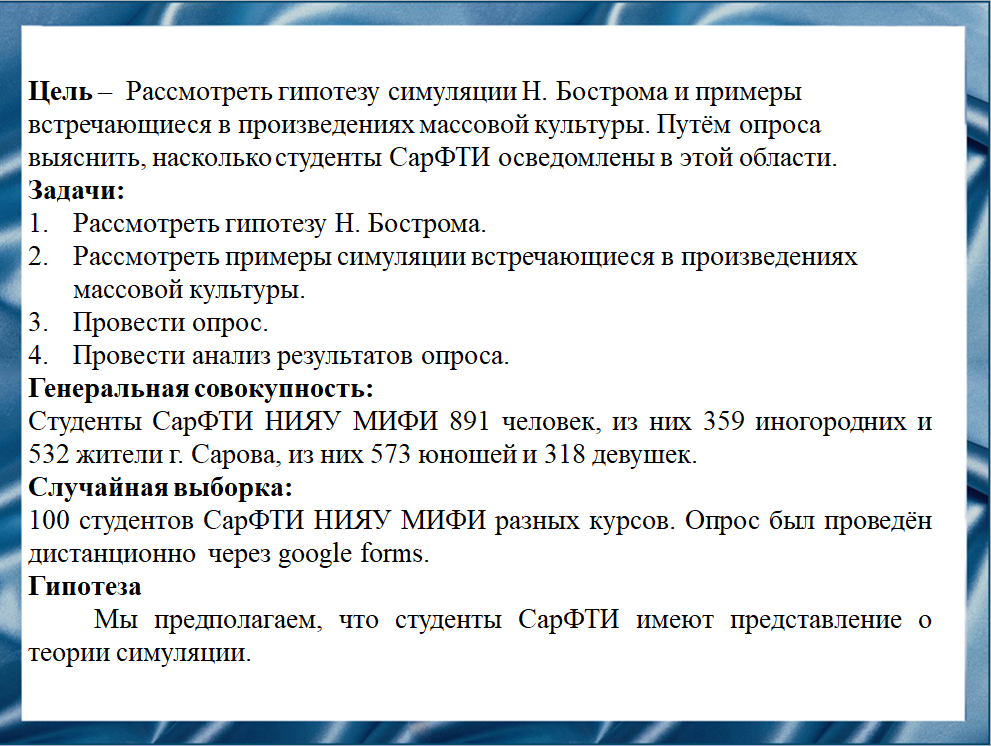 Цель – Рассмотреть гипотезу симуляции Н. Бострома и примеры
встречающиеся в произведениях массовой культуры. Путём опроса
выяснить, насколько студенты СарФТИ осведомлены в этой области.
Задачи:
1. Рассмотреть гипотезу Н. Бострома.
2. Рассмотреть примеры симуляции встречающиеся в произведениях
массовой культуры.
3. Провести опрос.
4. Провести анализ результатов опроса.
Генеральная совокупность:
Студенты СарФТИ НИЯУ МИФИ 891 человек, из них 359 иногородних и
532 жители г. Сарова, из них 573 юношей и 318 девушек.
Случайная выборка:
100 студентов СарФТИ НИЯУ МИФИ разных курсов. Опрос был проведён
дистанционно через google forms.
Гипотеза
Мы предполагаем, что студенты СарФТИ имеют представление о
теории симуляции.